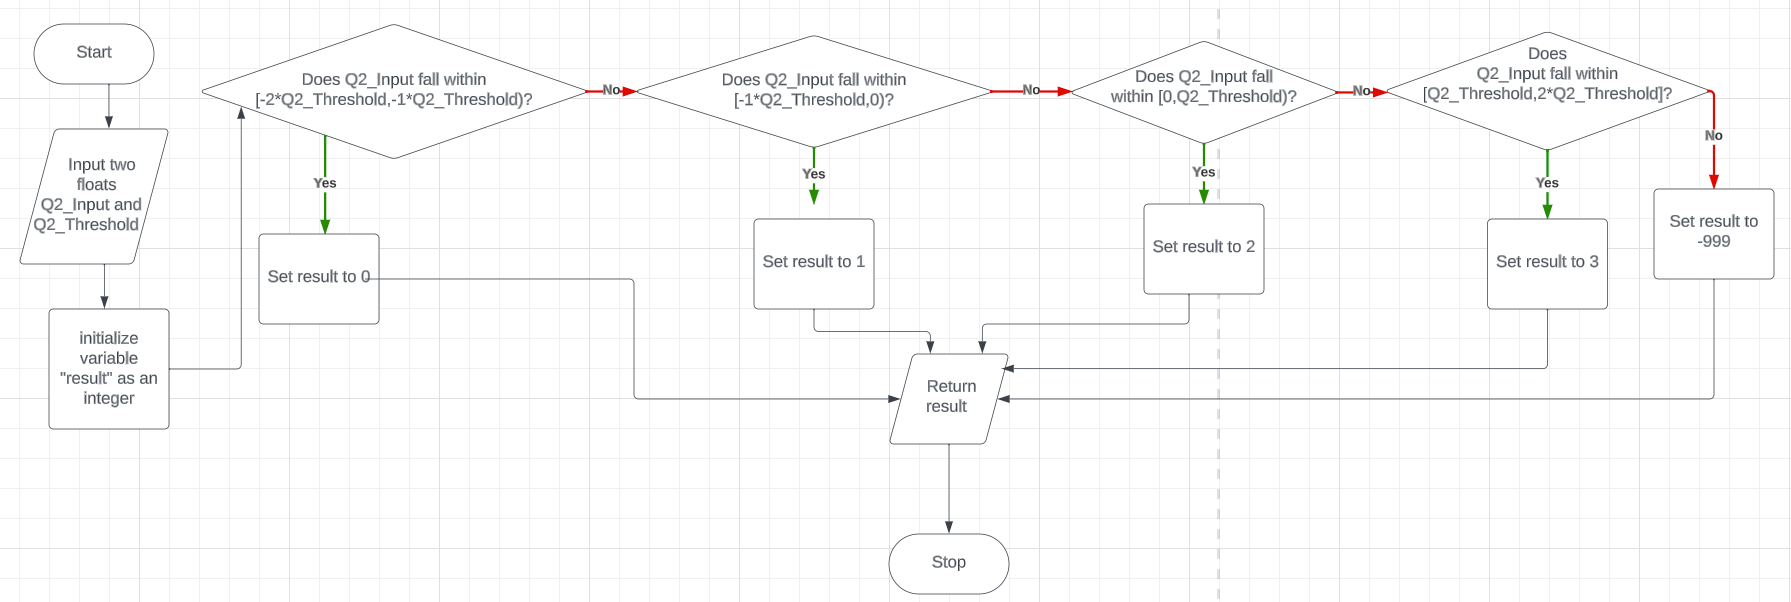 Start
Input two
floats
Q2_Input and
Q2_Threshold
initialize
variable
"result" as an
integer
Does Q2_Input fall within
[-2*Q2_Threshold,-1*Q2_Threshold)?
No
Yes
Set result to 0
Does Q2_Input fall within
[-1*Q2_Threshold,0)?
No
Yes
Set result to 1
Does Q2_Input fall
within [0,Q2_Threshold)?
No
Yes
Set result to 2
Does
Q2_Input fall within
[Q2_Threshold,2*Q2_Threshold]?
No
Yes
Set result to 3
Set result to
-999
Return
result
Stop